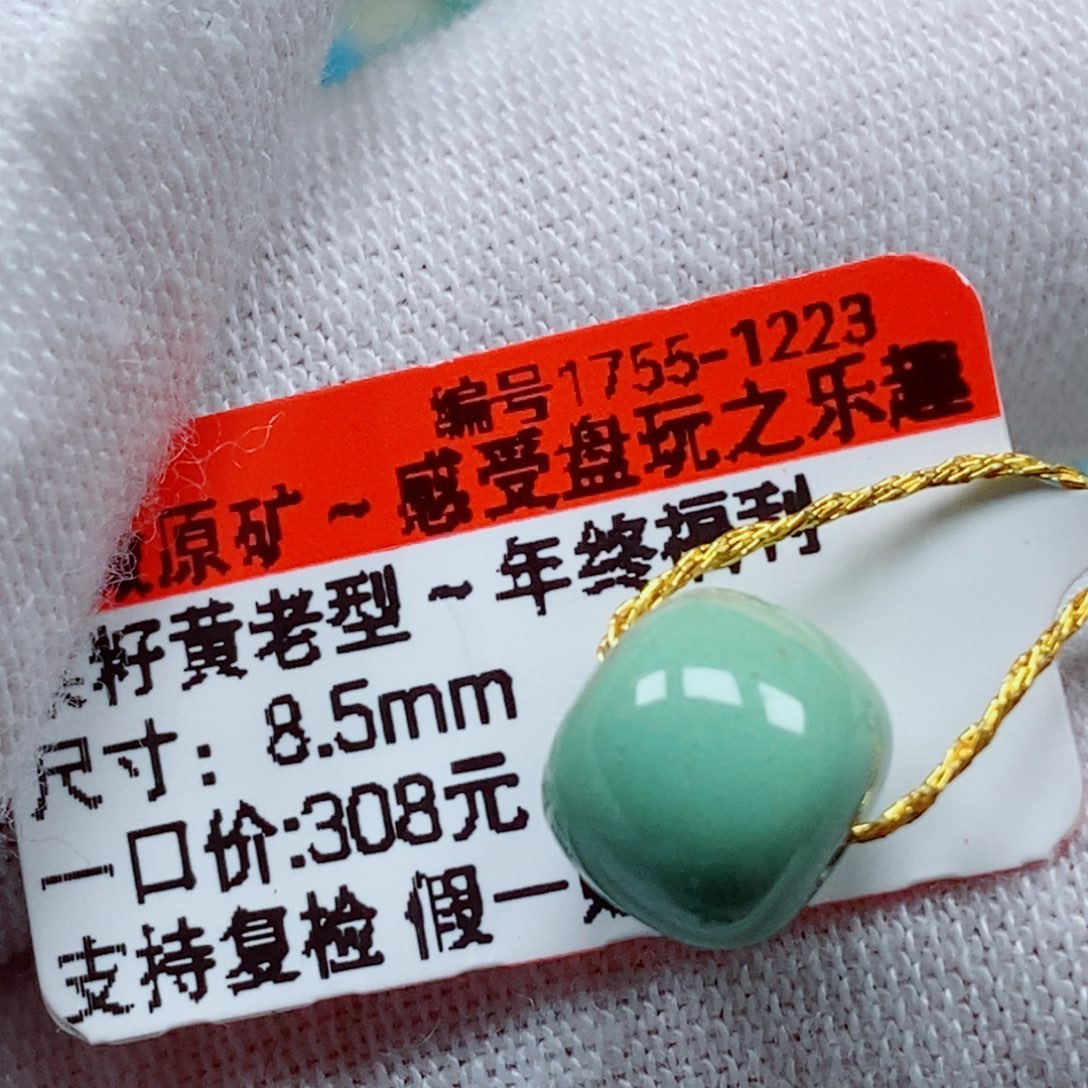 编号1755-1223
原矿～感受盘玩之乐趣
籽黄老型～年终福利
尺寸：8.5mm
一口价:308元
支持复检 假一